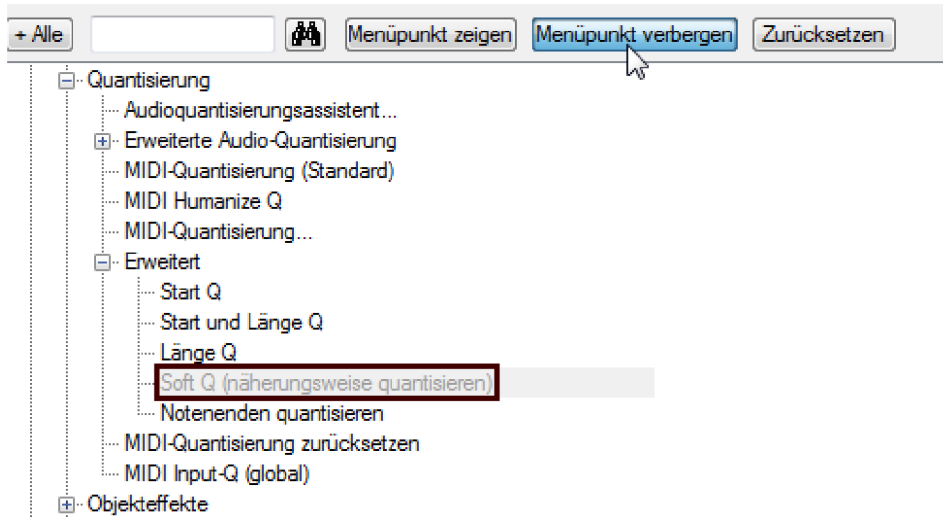 + Alle Menüpunkt zeigen Menüpunkt verbergen Zurücksetzen
Quantisierung
Audioquantisierungsassistent...
Erweiterte Audio-Quantisierung
MIDI-Quantisierung (Standard)
MIDI Humanize Q
MIDI-Quantisierung...
Erweitert
Start Q
Start und Länge Q
Länge Q
Soft Q (näherungsweise quantisieren)
Notenenden quantisieren
MIDI-Quantisierung zurücksetzen
MIDI Input-Q (global)
Objekteffekte